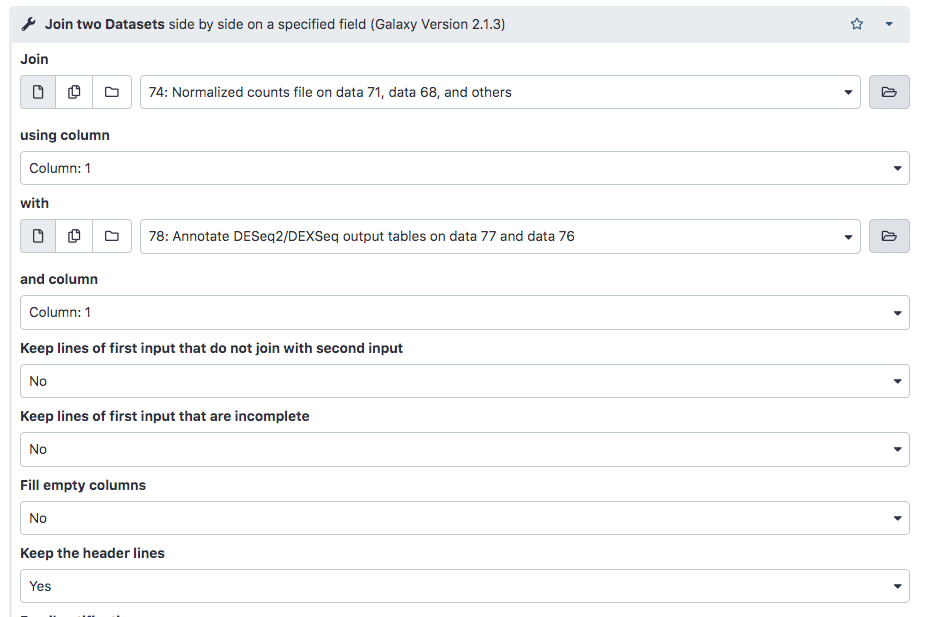 Join two Datasets side by side on a specified field (Galaxy Version 2.1.3)
Join
74: Normalized counts file on data 71, data 68, and others
using column
Column: 1
with
78: Annotate DESeq2/DEXSeq output tables on data 77 and data 76
and column
Column: 1
Keep lines of first input that do not join with second input
No
Keep lines of first input that are incomplete
No
Fill empty columns
No
Keep the header lines
Yes